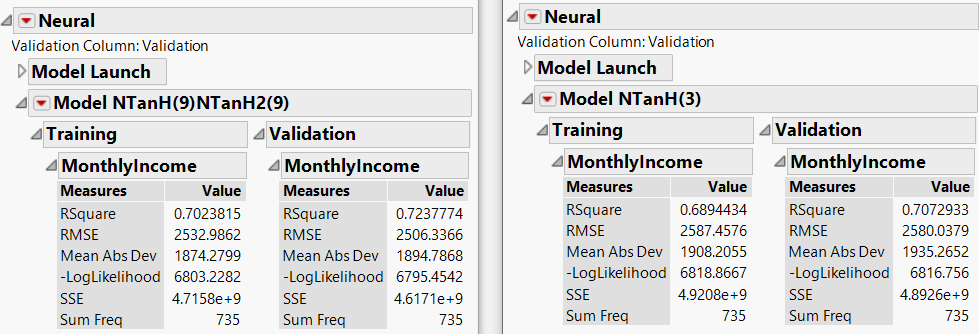 Neural
Validation Column: Validation
Model Launch
Model NTanH(9)NTanH2(9)
Training
MonthlyIncome
Measures Value
RSquare 0.7023815
RMSE 2532.9862
Mean Abs Dev 1874.2799
-LogLikelihood 6803.2282
SSE 4.7158e+9
Sum Freq 735
Validation
MonthlyIncome
Measures Value
RSquare 0.7237774
RMSE 2506.3366
Mean Abs Dev 1894.7868
-LogLikelihood 6795.4542
SSE 4.6171e+9
Sum Freq 735
Neural
Validation Column: Validation
Model Launch
Model NTanH(3)
Training
MonthlyIncome
Measures Value
RSquare 0.6894434
RMSE 2587.4576
Mean Abs Dev 1908.2055
-LogLikelihood 6818.8667
SSE 4.9208e+9
Sum Freq 735
Validation
MonthlyIncome
Measures Value
RSquare 0.7072933
RMSE 2580.0379
Mean Abs Dev 1935.2652
-LogLikelihood 6816.756
SSE 4.8926e+9
Sum Freq 735